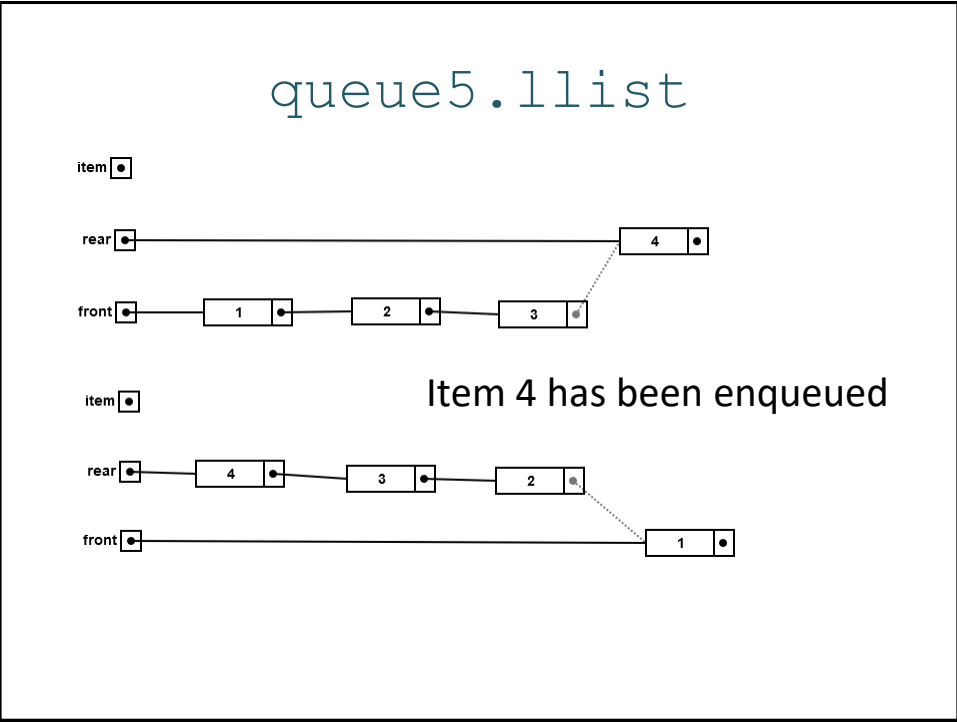 queue5.llist
item
rear
4
front
1
2
3
item
Item 4 has been enqueued
rear
4
3
2
front
1